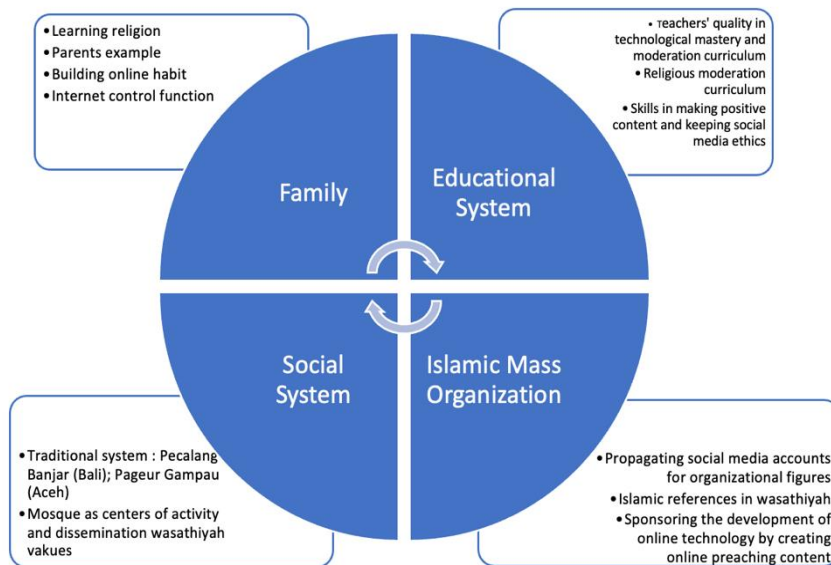 • Learning religion
• Parents example
• Building online habit
• Internet control function
• Teachers' quality in
technological mastery and
moderation curriculum
• Religious moderation
curriculum
• Skills in making positive
content and keeping social
media ethics
Family
Educational
System
Social
System
Islamic Mass
Organization
• Traditional system : Pecalang
Banjar (Bali); Pageur Gampau
(Aceh)
• Mosque as centers of activity
and dissemination wasathiyah
vakues
• Propagating social media accounts
for organizational figures
• Islamic references in wasathiyah
• Sponsoring the development of
online technology by creating
online preaching content